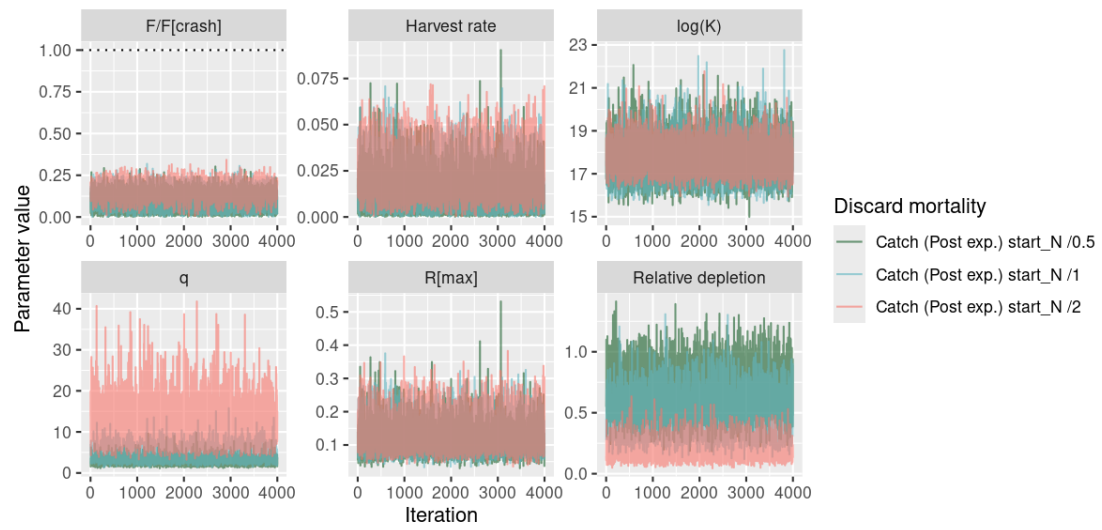 F/F[crash] Harvest rate log(K)
1.00
0.75
0.50
0.25
0.00
0.075
0.050
0.025
0.000
23
21
19
17
15
0 1000 2000 3000 4000 0 1000 2000 3000 4000 0 1000 2000 3000 4000
Parameter value
q R[max] Relative depletion
40
30
20
10
0
0.5
0.4
0.3
0.2
0.1
1.0
0.5
0.0
0 1000 2000 3000 4000 0 1000 2000 3000 4000 0 1000 2000 3000 4000
Iteration
Discard mortality
Catch (Post exp.) start_N /0.5
Catch (Post exp.) start_N /1
Catch (Post exp.) start_N /2